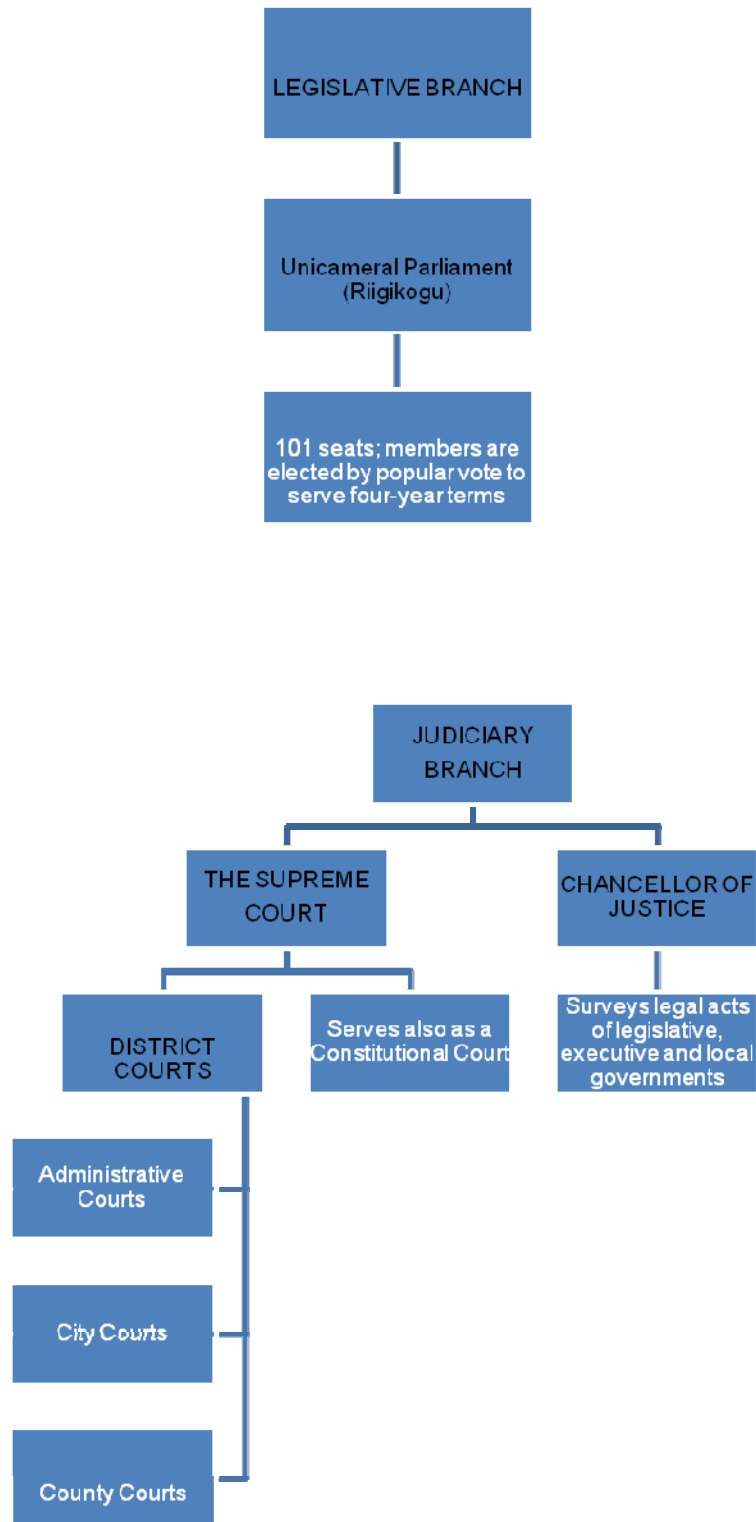 LEGISLATIVE BRANCH
Unicameral Parliament
(Riigikogu)
101 seats; members are
elected by popular vote to
serve four-year terms
JUDICIARY
BRANCH
THE SUPREME
COURT
CHANCELLOR OF
JUSTICE
DISTRICT
COURTS
Serves also as a
Constitutional Court
Surveys legal acts
of legislative,
executive and local
governments
Administrative
Courts
City Courts
County Courts